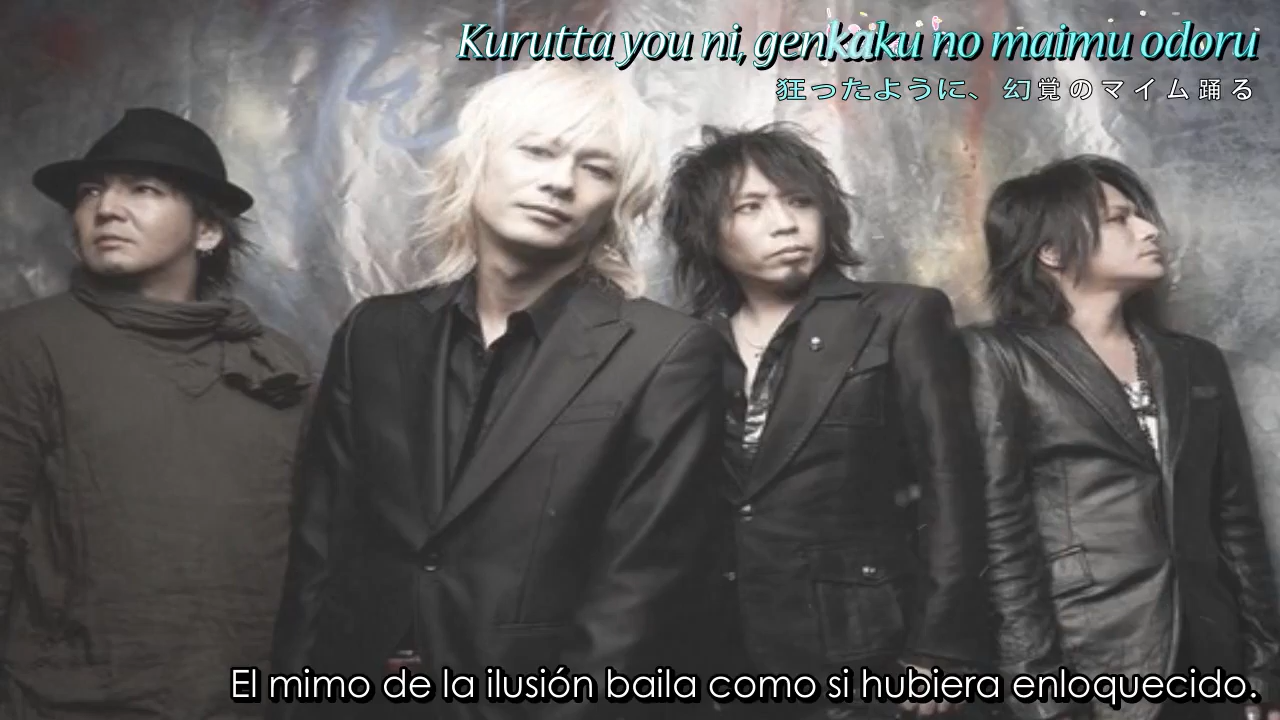 Kurutta you ni, genkaku no maimu odoru
狂ったように、幻覚のマイム踊る
El mimo de la ilusión baila como si hubiera enloquecido.